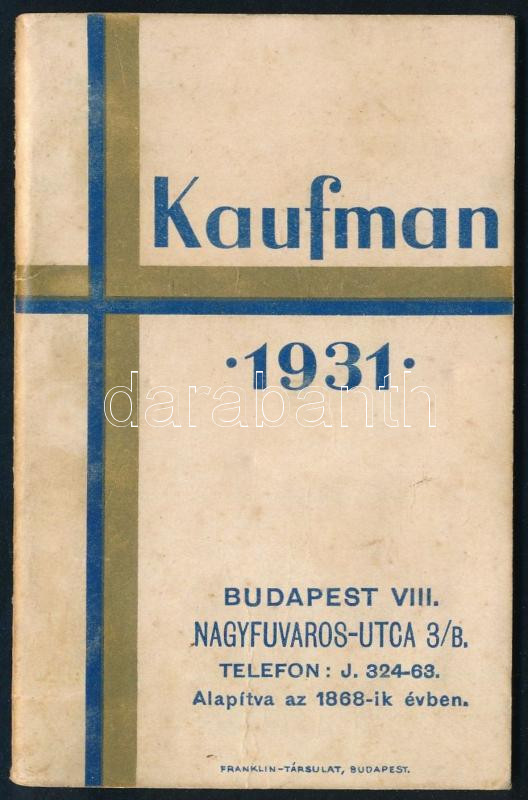 Kaufman
·1931·
darabanth
BUDAPEST VIII.
NAGYFUVAROS-UTCA 3/B.
TELEFON: J. 324-63.
Alapítva az 1868-ik évben.
FRANKLIN-TÁRSULAT, BUDAPEST.